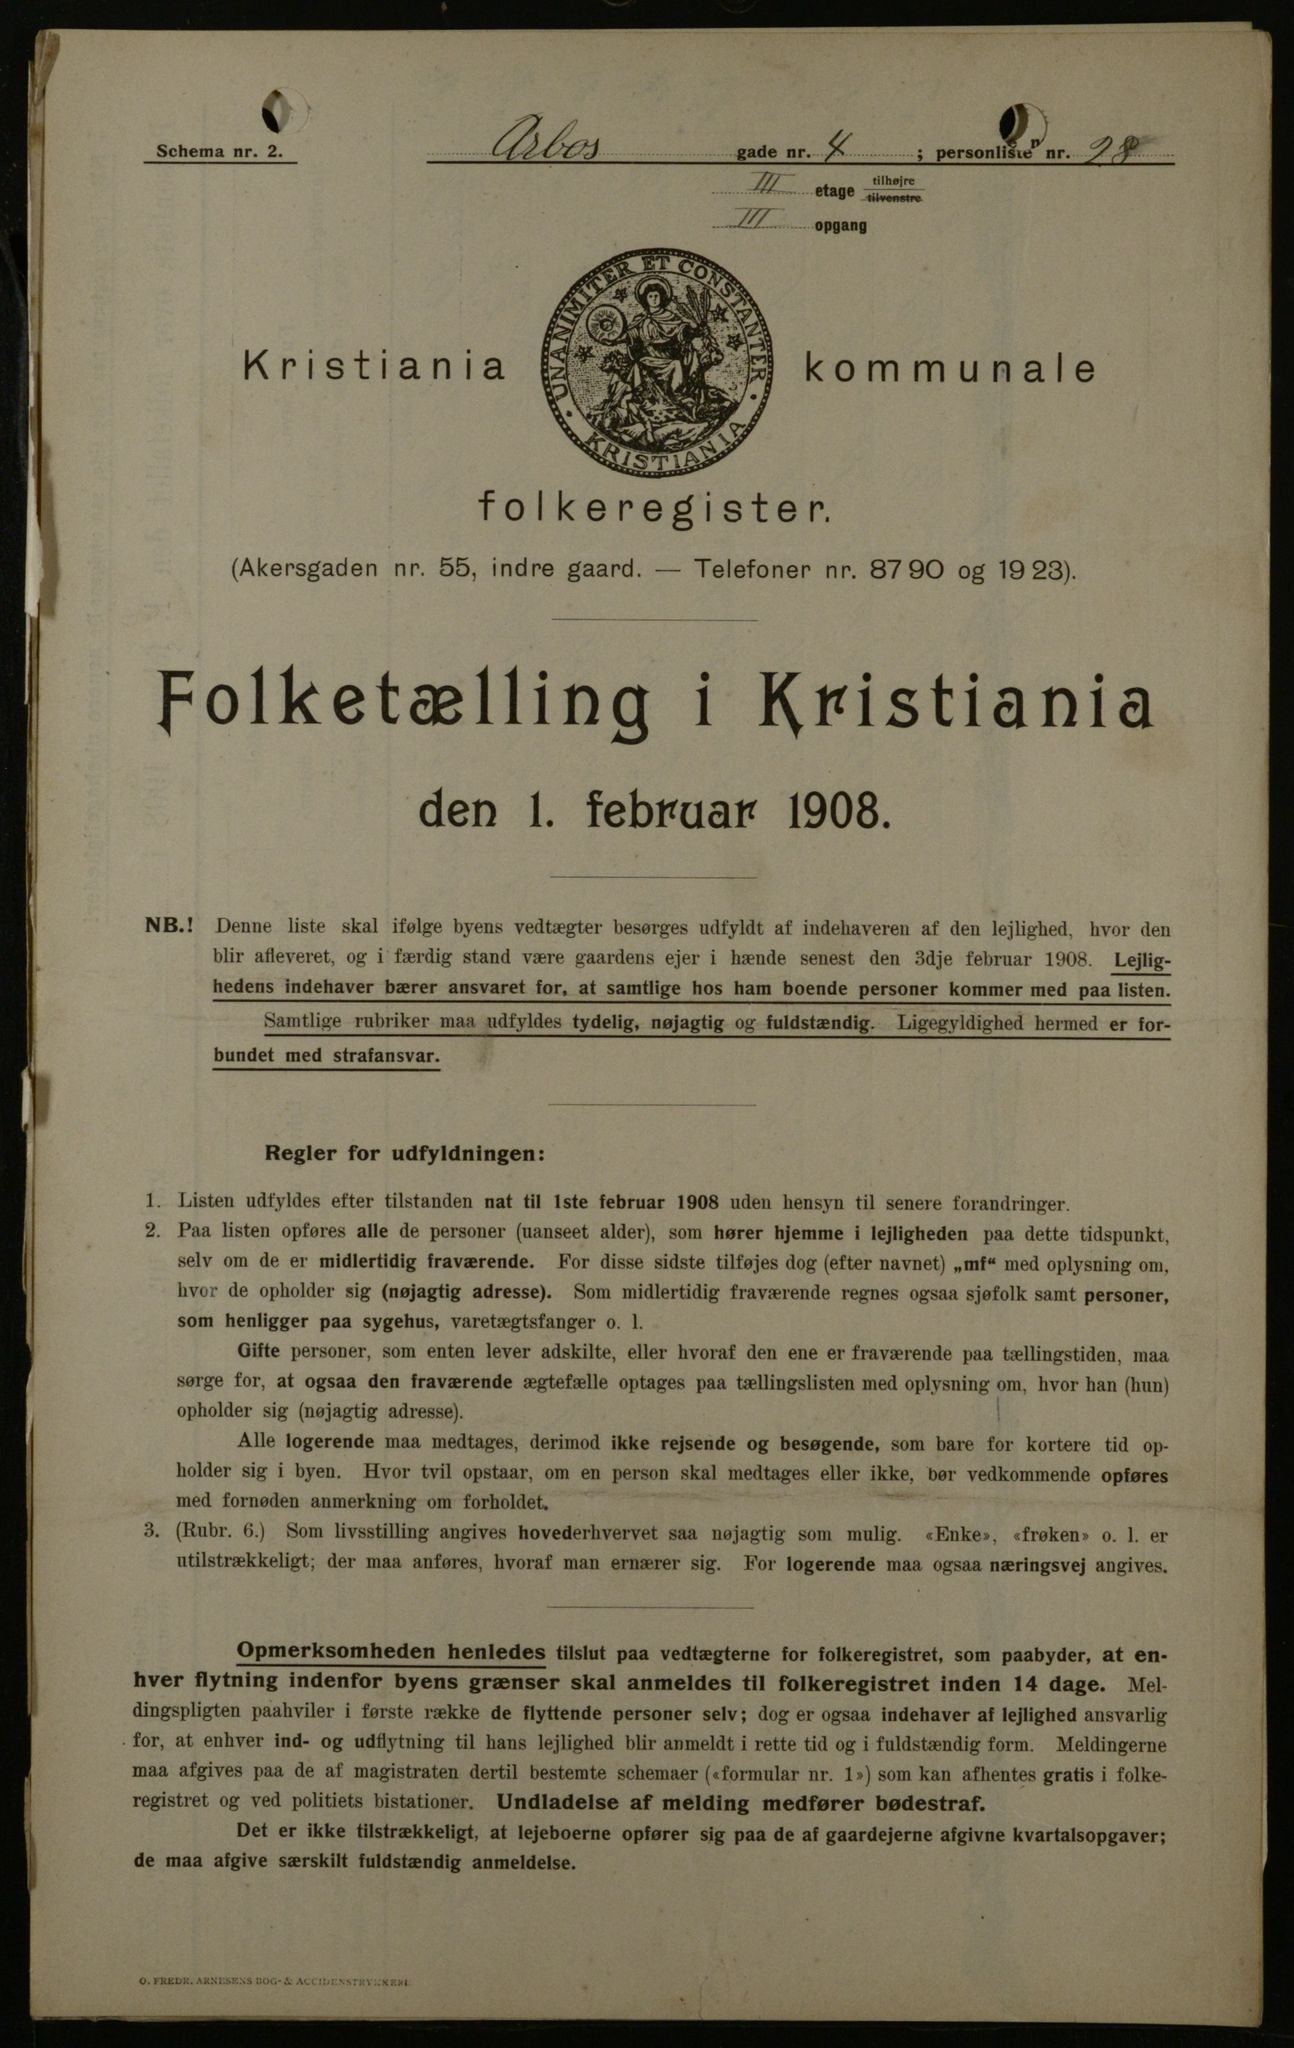 Schema nr. 2.
Arbos gade nr. 4 ; personliste nr. 28
III etage tilhøjre
tilvenstre
III opgang
UNANIMITER ET CONSTANTER · KRISTIANIA ·
Kristiania kommunale
folkeregister.
(Akersgaden nr. 55, indre gaard. — Telefoner nr. 8790 og 1923).
Folketælling i Kristiania
den 1. februar 1908.
NB.! Denne liste skal ifølge byens vedtægter besørges udfyldt af indehaveren af den lejlighed, hvor den
blir afleveret, og i færdig stand være gaardens ejer i hænde senest den 3dje februar 1908. Lejlig-
hedens indehaver bærer ansvaret for, at samtlige hos ham boende personer kommer med paa listen.
Samtlige rubriker maa udfyldes tydelig, nøjagtig og fuldstændig. Ligegyldighed hermed er for-
bundet med strafansvar.
Regler for udfyldningen:
1. Listen udfyldes efter tilstanden nat til 1ste februar 1908 uden hensyn til senere forandringer.
2. Paa listen opføres alle de personer (uanseet alder), som hører hjemme i lejligheden paa dette tidspunkt,
selv om de er midlertidig fraværende. For disse sidste tilføjes dog (efter navnet) „mf“ med oplysning om,
hvor de opholder sig (nøjagtig adresse). Som midlertidig fraværende regnes ogsaa sjøfolk samt personer,
som henligger paa sygehus, varetægtsfanger o. l.
Gifte personer, som enten lever adskilte, eller hvoraf den ene er fraværende paa tællingstiden, maa
sørge for, at ogsaa den fraværende ægtefælle optages paa tællingslisten med oplysning om, hvor han (hun)
opholder sig (nøjagtig adresse).
Alle logerende maa medtages, derimod ikke rejsende og besøgende, som bare for kortere tid op-
holder sig i byen. Hvor tvil opstaar, om en person skal medtages eller ikke, bør vedkommende opføres
med fornøden anmerkning om forholdet.
3. (Rubr. 6.) Som livsstilling angives hovederhvervet saa nøjagtig som mulig. «Enke», «frøken» o. l. er
utilstrækkeligt; der maa anføres, hvoraf man ernærer sig. For logerende maa ogsaa næringsvej angives.
Opmerksomheden henledes tilslut paa vedtægterne for folkeregistret, som paabyder, at en-
hver flytning indenfor byens grænser skal anmeldes til folkeregistret inden 14 dage. Mel-
dingspligten paahviler i første række de flyttende personer selv; dog er ogsaa indehaver af lejlighed ansvarlig
for, at enhver ind- og udflytning til hans lejlighed blir anmeldt i rette tid og i fuldstændig form. Meldingerne
maa afgives paa de af magistraten dertil bestemte schemaer («formular nr. 1») som kan afhentes gratis i folke-
registret og ved politiets bistationer. Undladelse af melding medfører bødestraf.
Det er ikke tilstrækkeligt, at lejeboerne opfører sig paa de af gaardejerne afgivne kvartalsopgaver;
de maa afgive særskilt fuldstændig anmeldelse.
O. FREDR. ARNESENS BOG- & ACCIDENSTRYKKERI.